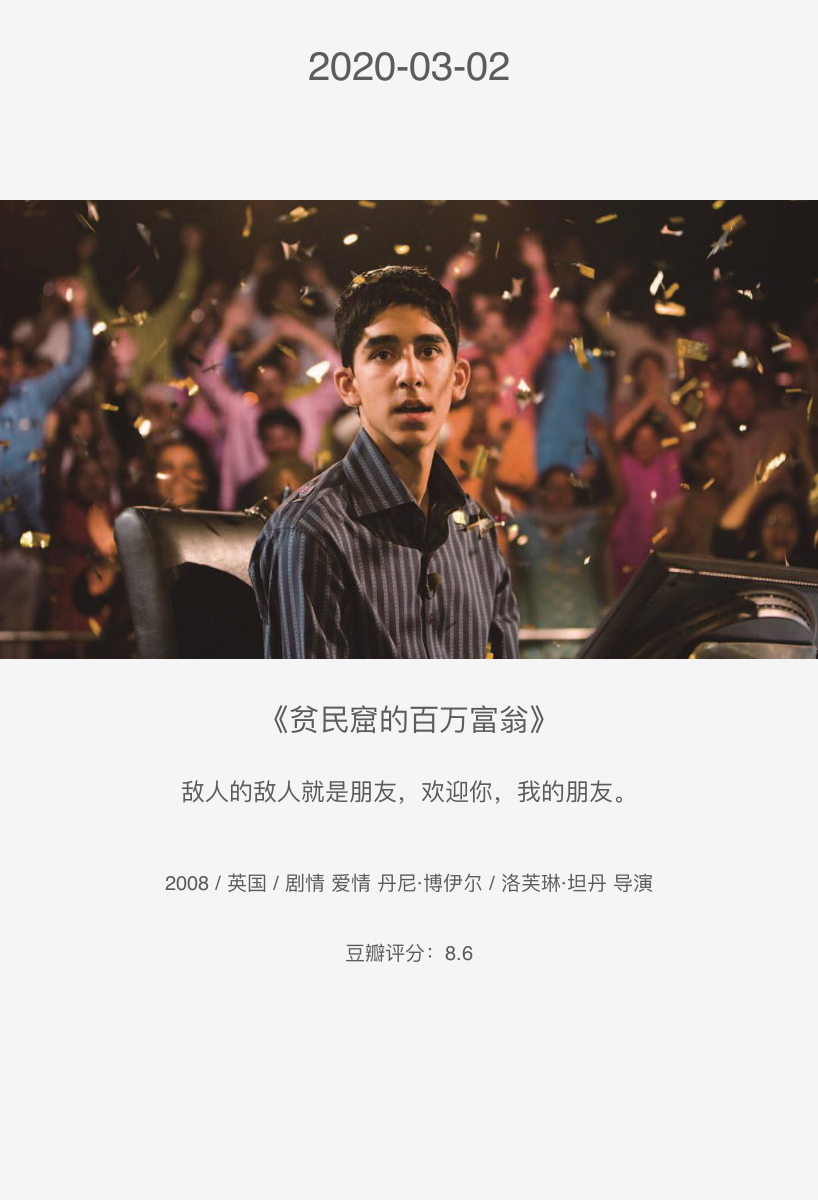 2020-03-02
《贫民窟的百万富翁》
敌人的敌人就是朋友，欢迎你，我的朋友。
2008 / 英国 / 剧情 爱情 丹尼·博伊尔 / 洛芙琳·坦丹 导演
豆瓣评分：8.6